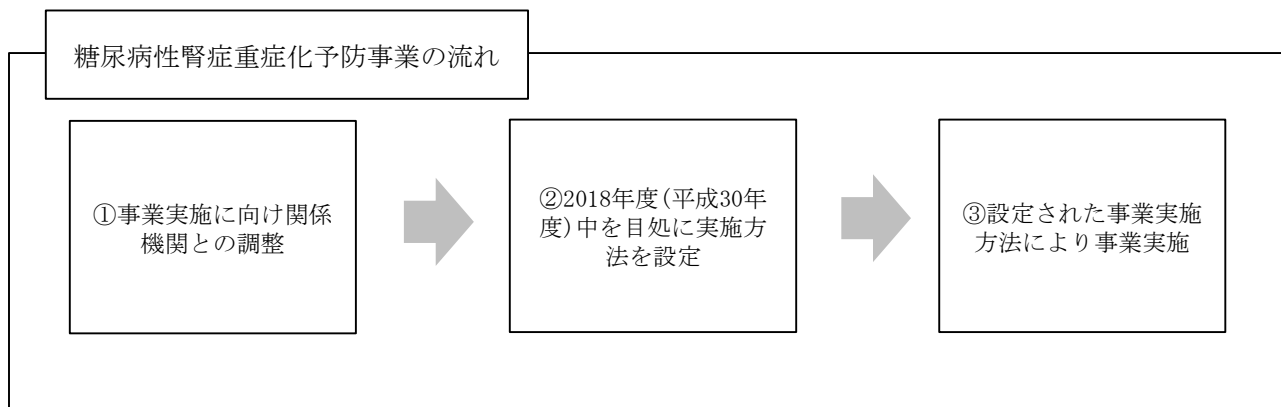 糖尿病性腎症重症化予防事業の流れ
①事業実施に向け関係
機関との調整
②2018年度(平成30年
度)中を目処に実施方
法を設定
③設定された事業実施
方法により事業実施